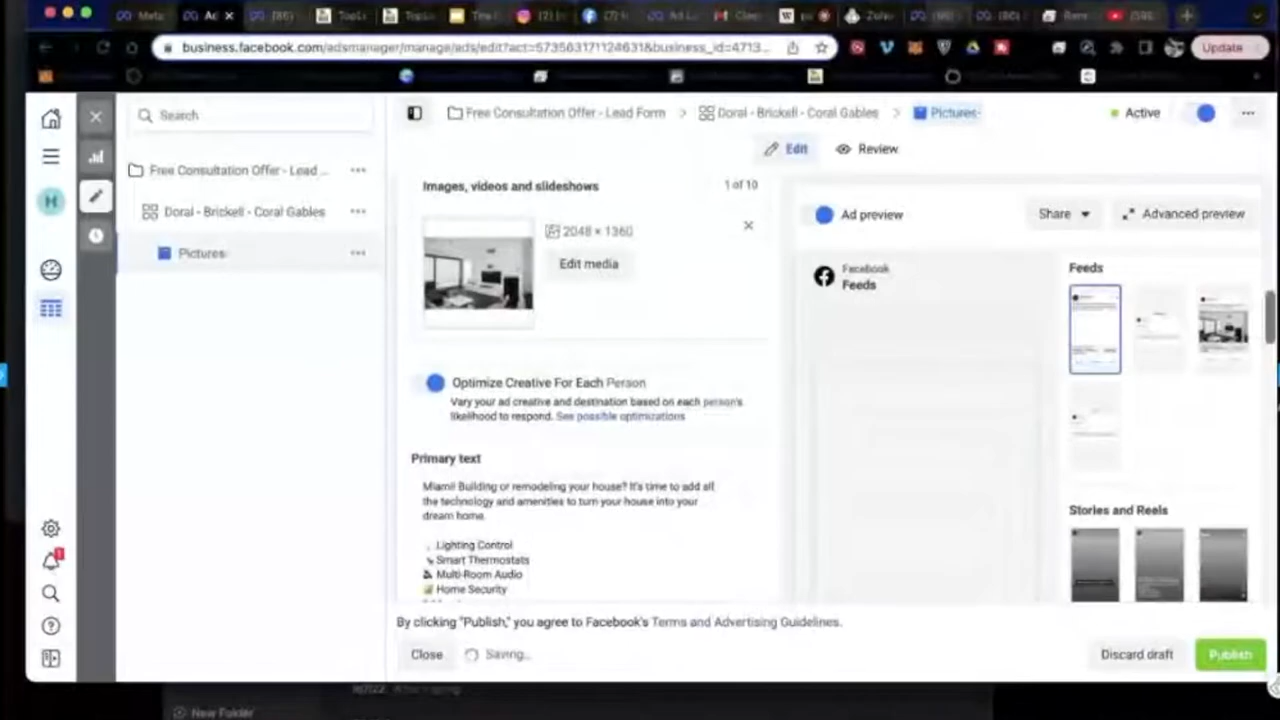 Update
business.facebook.com/adsmanager/manage/ads/edit?act=573563171124631&business_id=4713...
Search
Free Consultation Offer - Lead Form
Doral - Brickell - Coral Gables
Pictures
Active
Edit
Review
Free Consultation Offer - Lead ...
Doral - Brickell - Coral Gables
Pictures
H
Images, videos and slideshows
1 of 10
2048 × 1360
Edit media
Optimize Creative For Each Person
Vary your ad creative and destination based on each person's
likelihood to respond. See possible optimizations
Primary text
Miami! Building or remodeling your house? It's time to add all
the technology and amenities to turn your house into your
dream home.
Lighting Control
Smart Thermostats
Multi-Room Audio
Home Security
Ad preview
Share
Advanced preview
Facebook
Feeds
Feeds
Stories and Reels
By clicking "Publish," you agree to Facebook's Terms and Advertising Guidelines.
Close
Saving...
Discard draft
Publish
New Folder